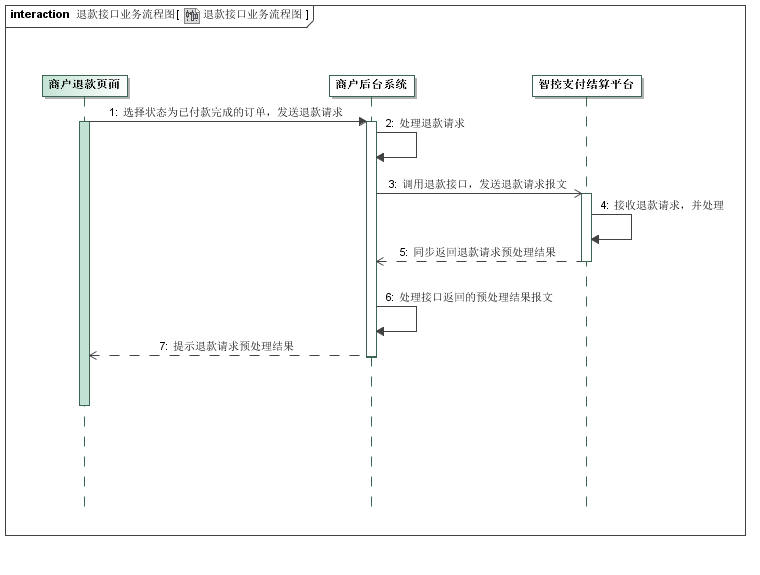 interaction 退款接口业务流程图[ 退款接口业务流程图 ]
商户退款页面
商户后台系统
智控支付结算平台
1: 选择状态为已付款完成的订单，发送退款请求
2: 处理退款请求
3: 调用退款接口，发送退款请求报文
4: 接收退款请求，并处理
5: 同步返回退款请求预处理结果
6: 处理接口返回的预处理结果报文
7: 提示退款请求预处理结果